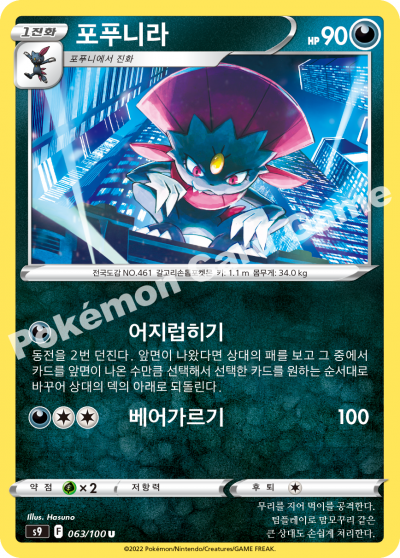 1진화
포푸니라
HP 90
포푸니에서 진화
전국도감 NO.461 갈고리손톱포켓몬 키: 1.1 m 몸무게: 34.0 kg
Pokémon Card Game
어지럽히기
동전을 2번 던진다. 앞면이 나왔다면 상대의 패를 보고 그 중에서
카드를 앞면이 나온 수만큼 선택해서 선택한 카드를 원하는 순서대로
바꾸어 상대의 덱의 아래로 되돌린다.
베어가르기 100
약점 ×2 저항력 후퇴
Illus. Hasuno
s9 F 063/100 U
무리를 지어 먹이를 공격한다.
텀블레이랑 맘모꾸리 같은
큰 상대도 손쉽게 처리한다.
©2022 Pokémon/Nintendo/Creatures/GAME FREAK.